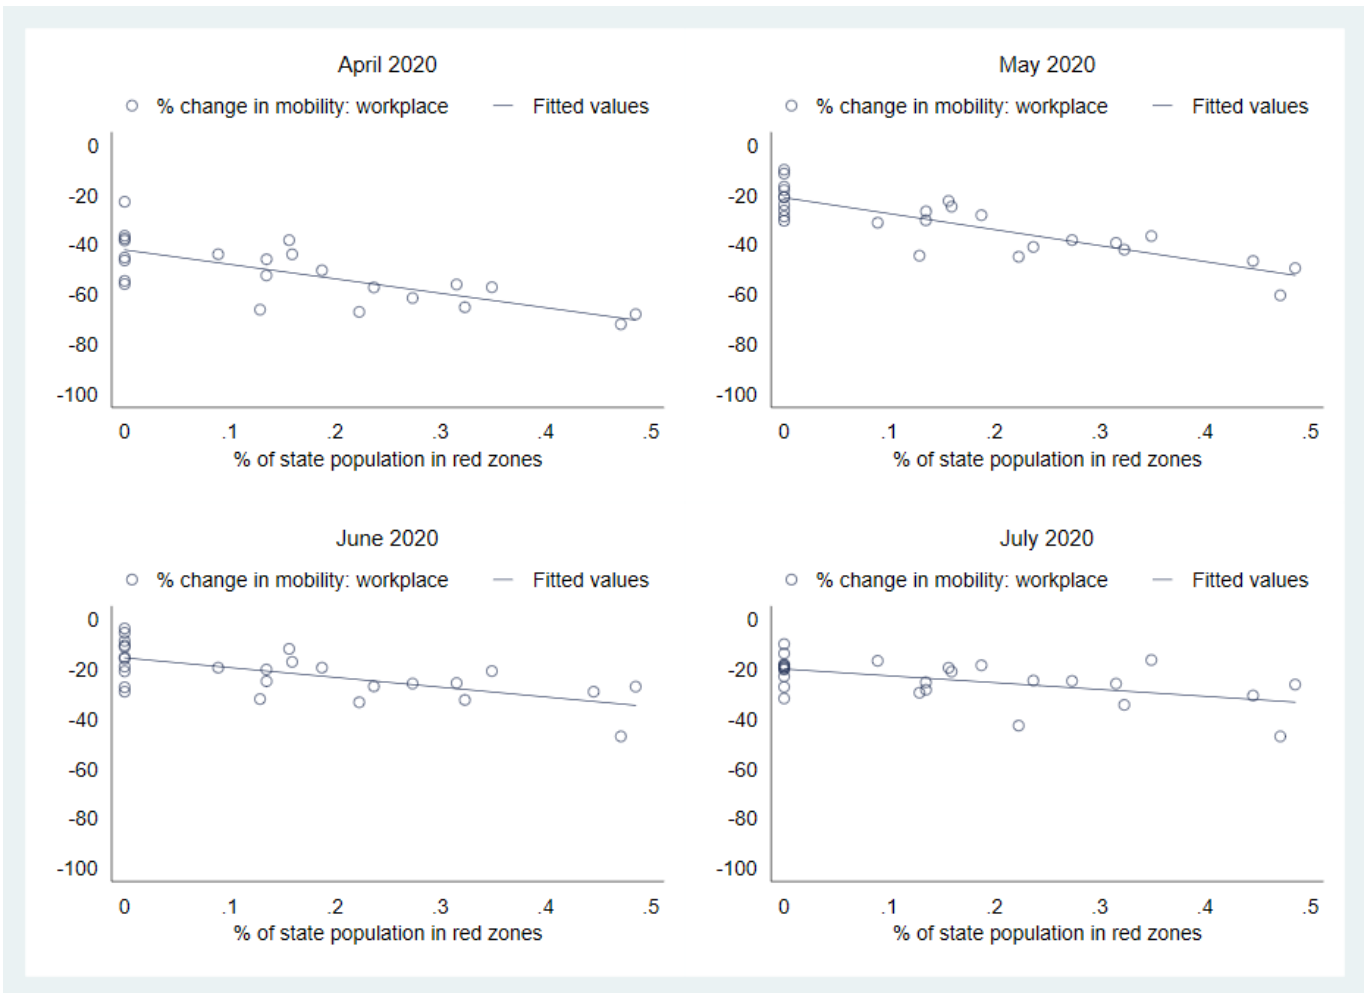 April 2020
% change in mobility: workplace Fitted values
0
-20
-40
-60
-80
-100
0 .1 .2 .3 .4 .5
% of state population in red zones
May 2020
% change in mobility: workplace Fitted values
0
-20
-40
-60
-80
-100
0 .1 .2 .3 .4 .5
% of state population in red zones
June 2020
% change in mobility: workplace Fitted values
0
-20
-40
-60
-80
-100
0 .1 .2 .3 .4 .5
% of state population in red zones
July 2020
% change in mobility: workplace Fitted values
0
-20
-40
-60
-80
-100
0 .1 .2 .3 .4 .5
% of state population in red zones